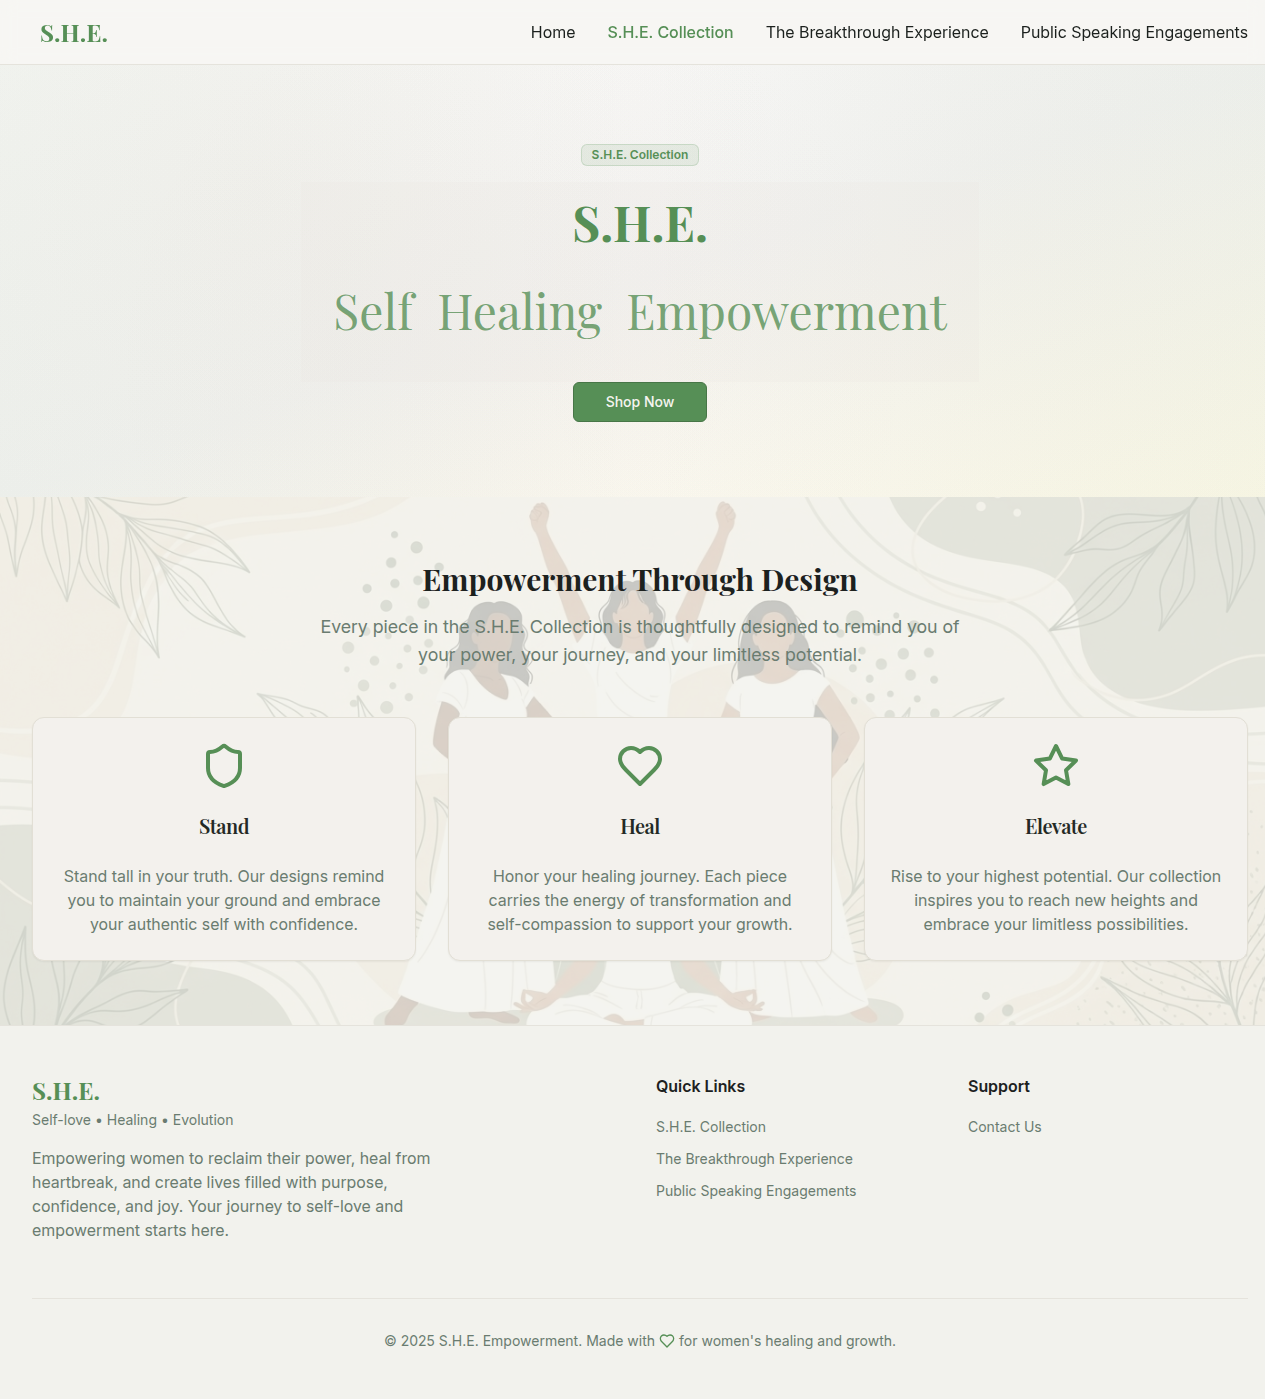 S.H.E.
Home S.H.E. Collection The Breakthrough Experience Public Speaking Engagements
S.H.E. Collection
S.H.E.
Self Healing Empowerment
Shop Now
Empowerment Through Design
Every piece in the S.H.E. Collection is thoughtfully designed to remind you of
your power, your journey, and your limitless potential.
Stand
Stand tall in your truth. Our designs remind
you to maintain your ground and embrace
your authentic self with confidence.
Heal
Honor your healing journey. Each piece
carries the energy of transformation and
self-compassion to support your growth.
Elevate
Rise to your highest potential. Our collection
inspires you to reach new heights and
embrace your limitless possibilities.
S.H.E.
Self-love • Healing • Evolution
Empowering women to reclaim their power, heal from
heartbreak, and create lives filled with purpose,
confidence, and joy. Your journey to self-love and
empowerment starts here.
Quick Links
S.H.E. Collection
The Breakthrough Experience
Public Speaking Engagements
Support
Contact Us
© 2025 S.H.E. Empowerment. Made with ♡ for women's healing and growth.